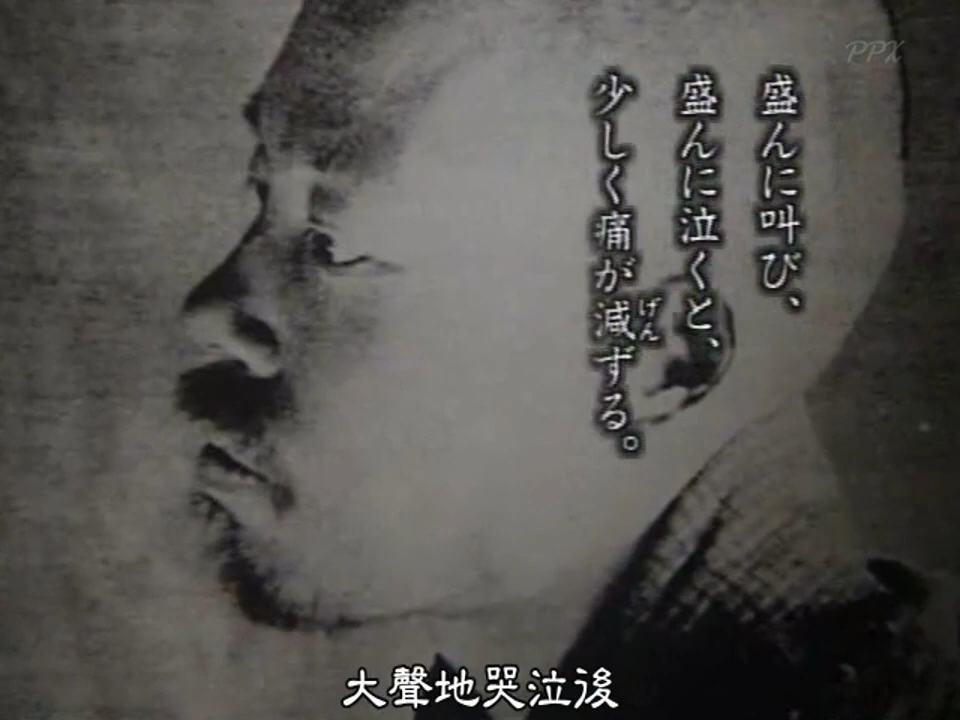 盛んに叫び、
盛んに泣くと、
少しく痛が減ずる。
げん
大聲地哭泣後
PPX